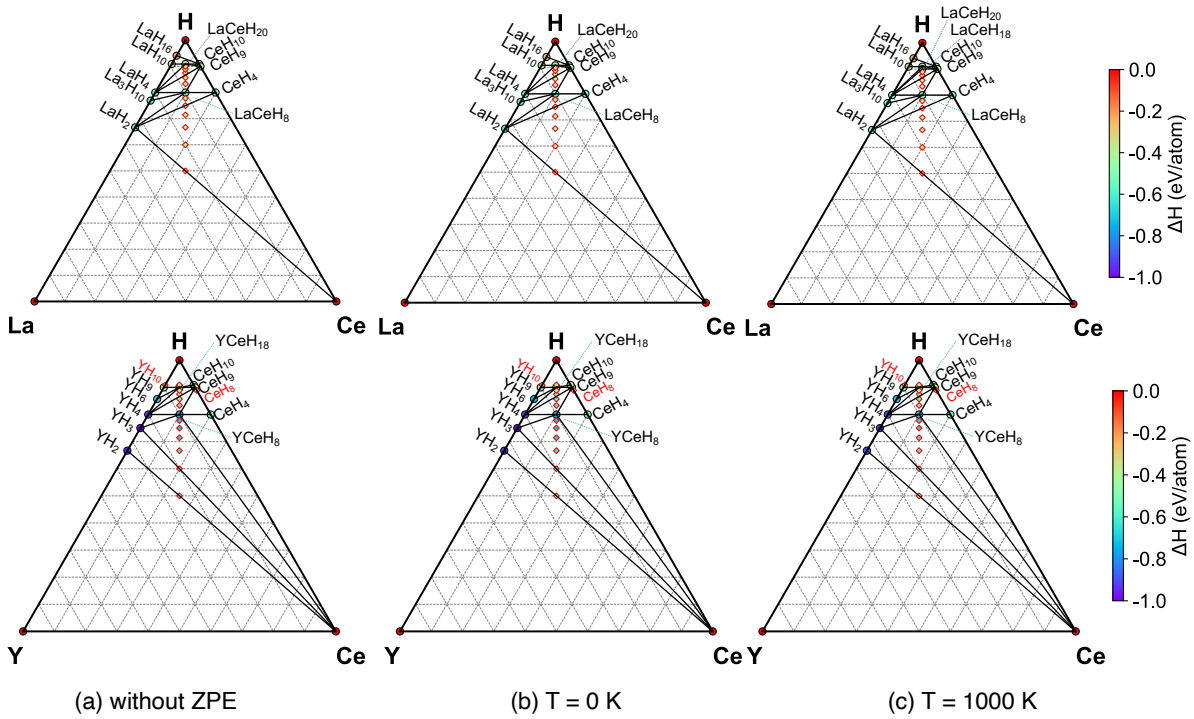 H
LaCeH₂₀
LaH₁₆
LaH₁₀
CeH₁₀
CeH₉
LaH₄
La₃H₁₀
CeH₄
LaH₂
LaCeH₈
La
Ce
H
LaCeH₂₀
LaH₁₆
LaH₁₀
CeH₁₀
CeH₉
LaH₄
La₃H₁₀
CeH₄
LaH₂
LaCeH₈
La
Ce
H
LaCeH₂₀
LaCeH₁₈
LaH₁₆
LaH₁₀
CeH₁₀
CeH₉
LaH₄
La₃H₁₀
CeH₄
LaH₂
LaCeH₈
La
Ce
0.0
-0.2
-0.4
-0.6
-0.8
-1.0
ΔH (eV/atom)
H
YCeH₁₈
YH₁₀
YH₉
YH₆
YH₄
YH₃
YH₂
CeH₁₀
CeH₉
CeH₈
CeH₄
YCeH₈
Y
Ce
H
YCeH₁₈
YH₁₀
YH₉
YH₆
YH₄
YH₃
YH₂
CeH₁₀
CeH₉
CeH₈
CeH₄
YCeH₈
Y
Ce
H
YCeH₁₈
YH₁₀
YH₉
YH₆
YH₄
YH₃
YH₂
CeH₁₀
CeH₉
CeH₈
CeH₄
YCeH₈
Y
Ce
0.0
-0.2
-0.4
-0.6
-0.8
-1.0
ΔH (eV/atom)
(a) without ZPE
(b) T = 0 K
(c) T = 1000 K